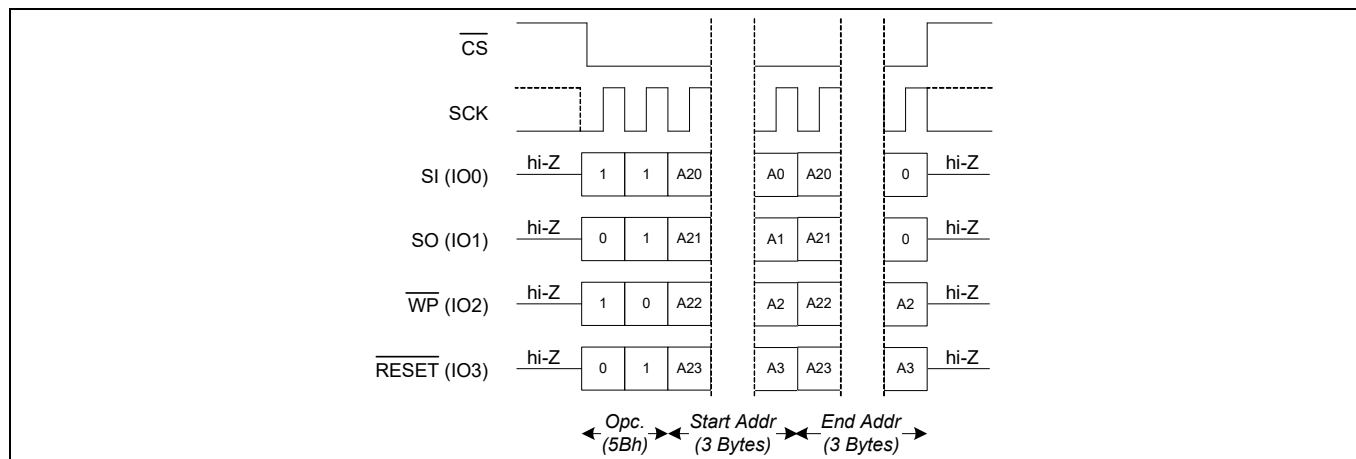 CS
SCK
SI (IO0) hi-Z 1 1 A20 A0 A20 0 hi-Z
SO (IO1) hi-Z 0 1 A21 A1 A21 0 hi-Z
WP (IO2) hi-Z 1 0 A22 A2 A22 A2 hi-Z
RESET (IO3) hi-Z 0 1 A23 A3 A23 A3 hi-Z
Opc. Start Addr End Addr
(5Bh) (3 Bytes) (3 Bytes)